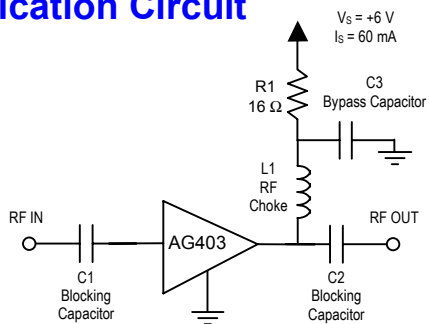 ication Circuit
VS = +6 V
IS = 60 mA
R1
16 Ω
C3
Bypass Capacitor
L1
RF
Choke
RF IN
AG403
RF OUT
C1
Blocking
Capacitor
C2
Blocking
Capacitor